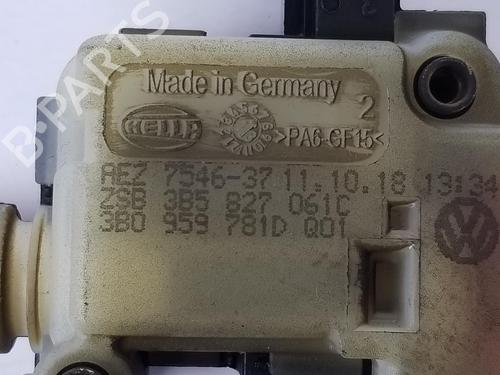 B-PARTS
2
Made in Germany
2
HELLA
>PA6-GF15<
AEZ 7546-37 11.10.18 13:34
ZSB 3B5 827 061C
3B0 959 781D Q01